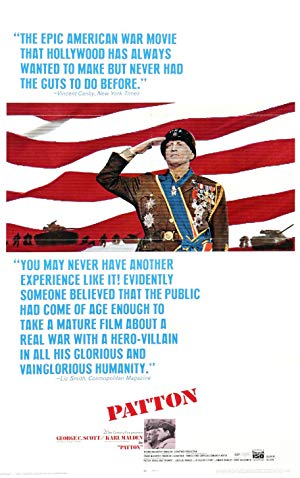 "THE EPIC AMERICAN WAR MOVIE
THAT HOLLYWOOD HAS ALWAYS
WANTED TO MAKE BUT NEVER HAD
THE GUTS TO DO BEFORE."
–Vincent Canby, New York Times
"YOU MAY NEVER HAVE ANOTHER
EXPERIENCE LIKE IT! EVIDENTLY
SOMEONE BELIEVED THAT THE PUBLIC
HAD COME OF AGE ENOUGH TO
TAKE A MATURE FILM ABOUT A
REAL WAR WITH A HERO-VILLAIN
IN ALL HIS GLORIOUS AND
VAINGLORIOUS HUMANITY."
–Liz Smith, Cosmopolitan Magazine
PATTON
GEORGE C. SCOTT/KARL MALDEN
in "PATTON"